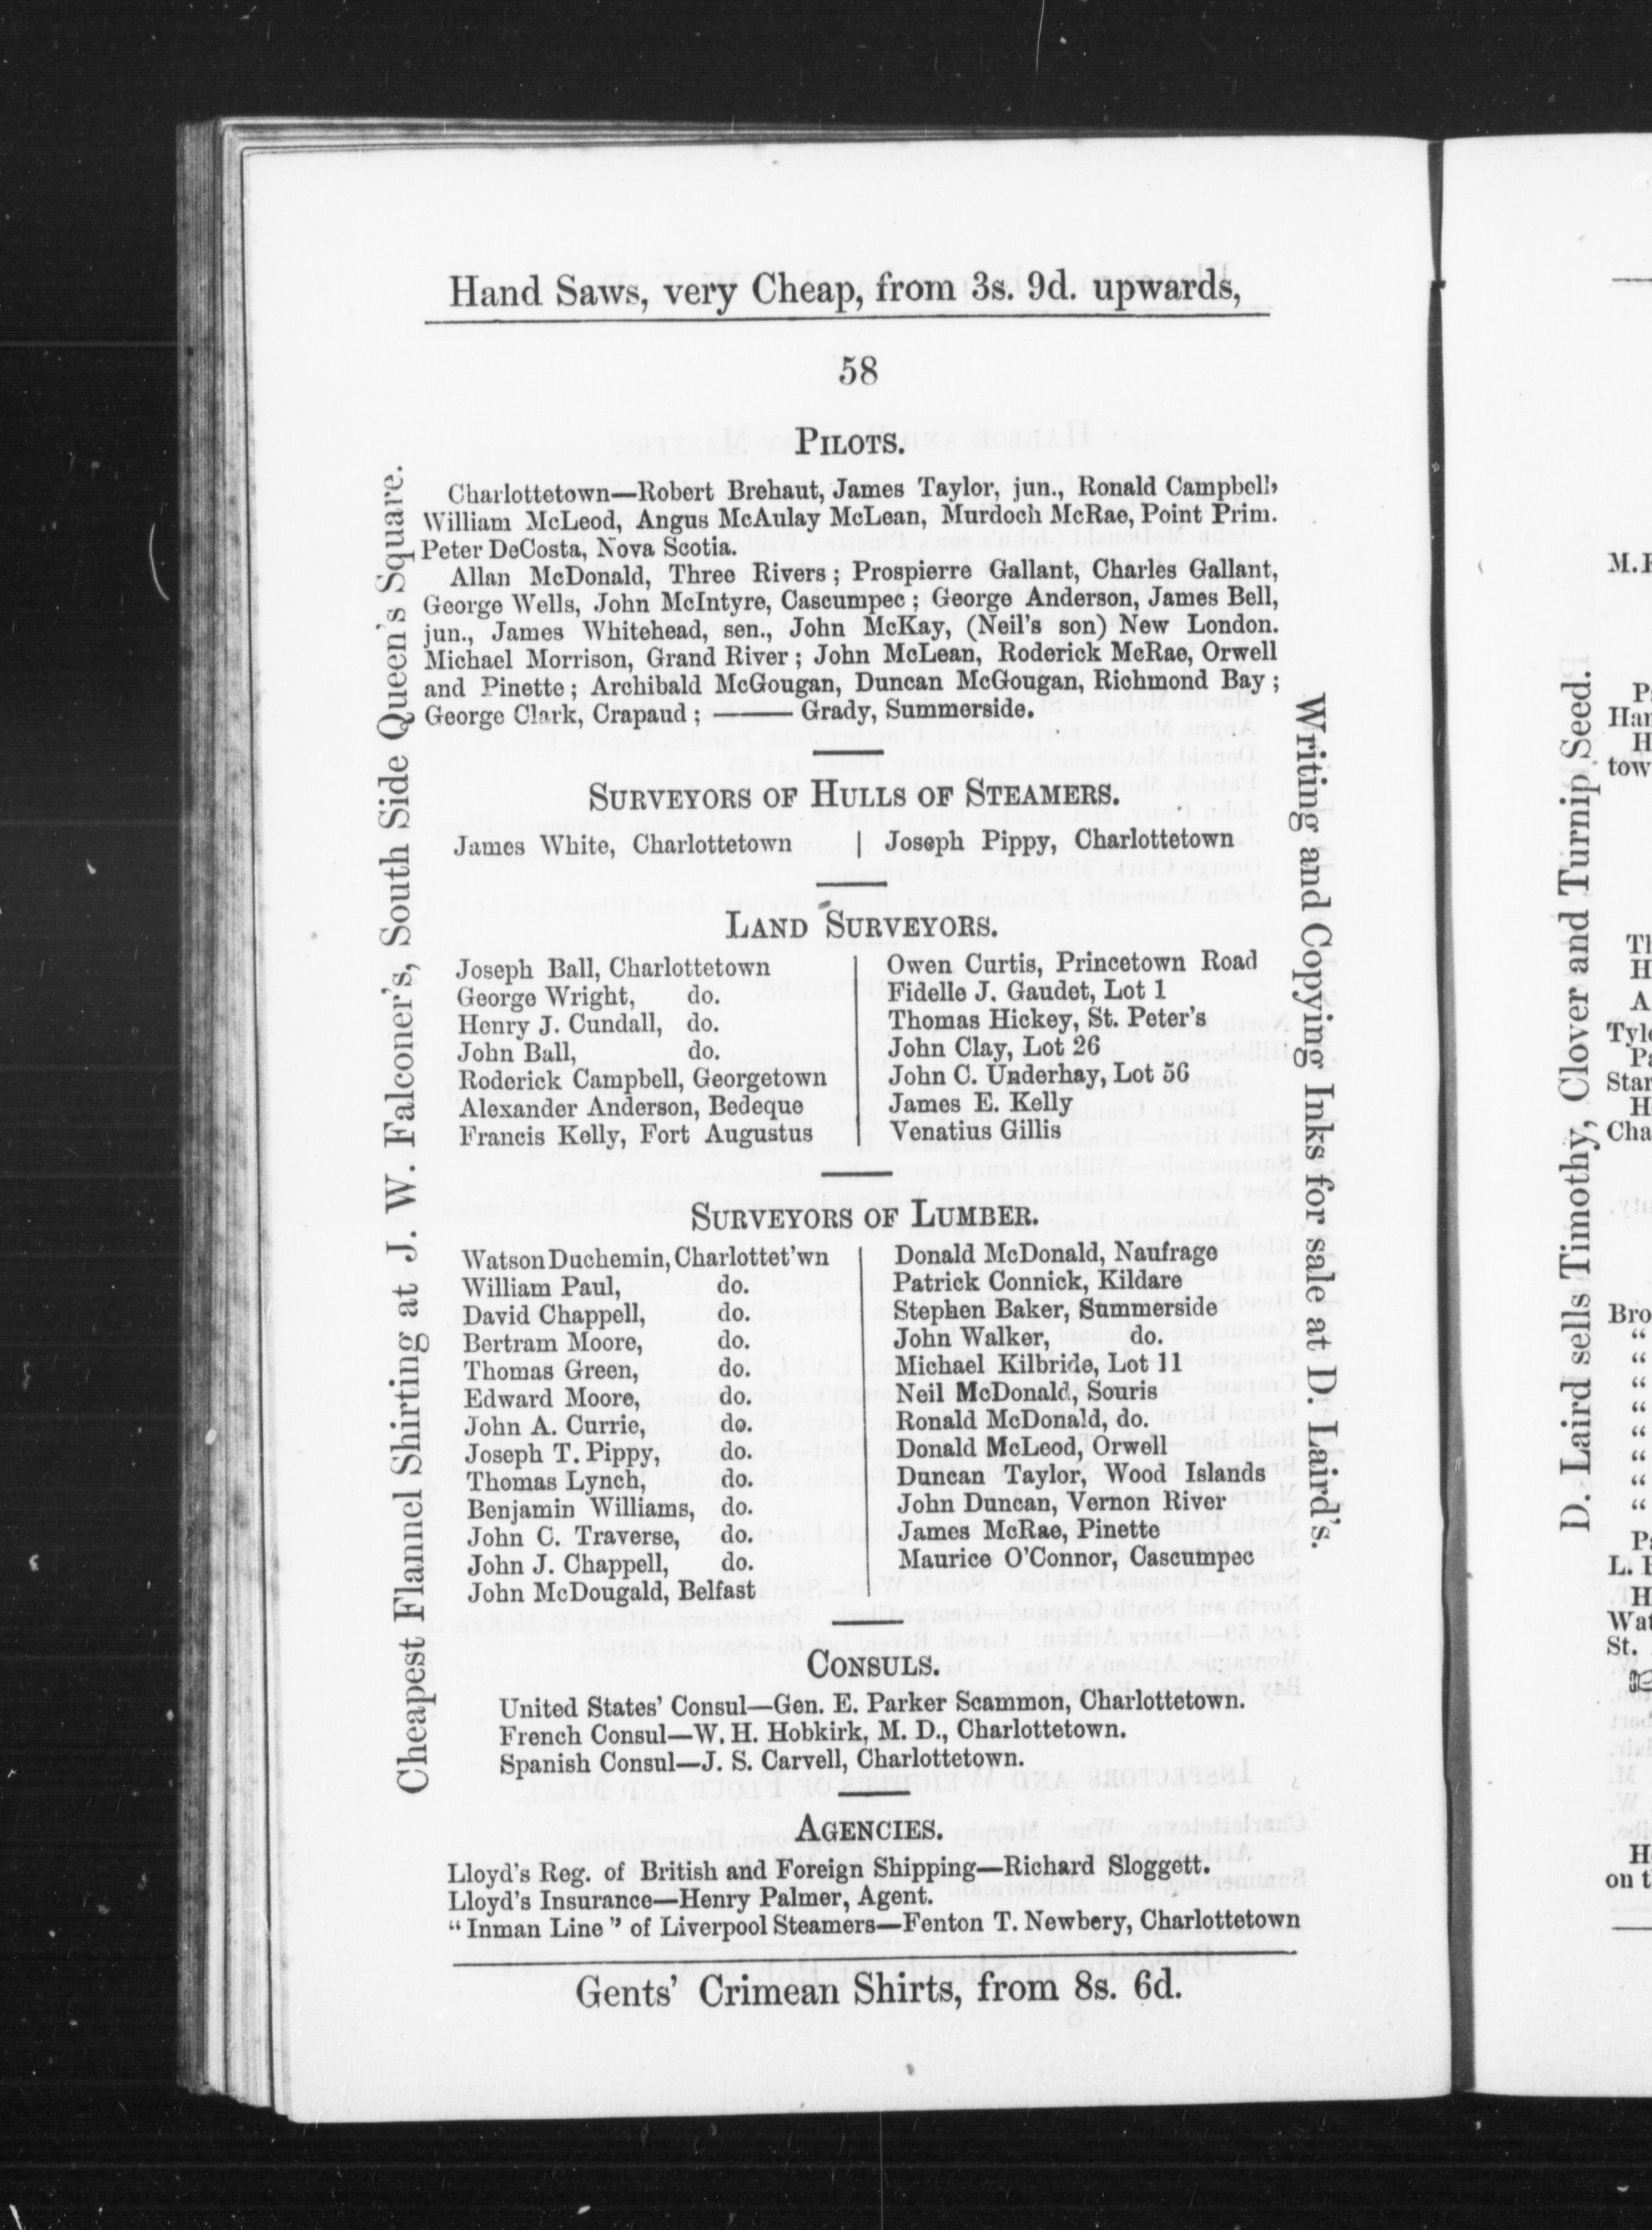 Hand Saws, very Cheap, from 3s. 9d. upwards,
58
PILOTS.
Charlottetown—Robert Brehaut, James Taylor, jun., Ronald Campbell,
William McLeod, Angus McAulay McLean, Murdoch McRae, Point Prim.
Peter DeCosta, Nova Scotia.
Allan McDonald, Three Rivers; Prospierre Gallant, Charles Gallant,
George Wells, John McIntyre, Cascumpec; George Anderson, James Bell,
jun., James Whitehead, sen., John McKay, (Neil's son) New London.
Michael Morrison, Grand River; John McLean, Roderick McRae, Orwell
and Pinette; Archibald McGougan, Duncan McGougan, Richmond Bay;
George Clark, Crapaud; —— Grady, Summerside.
SURVEYORS OF HULLS OF STEAMERS.
James White, Charlottetown | Joseph Pippy, Charlottetown
LAND SURVEYORS.
Joseph Ball, Charlottetown
George Wright, do.
Henry J. Cundall, do.
John Ball, do.
Roderick Campbell, Georgetown
Alexander Anderson, Bedeque
Francis Kelly, Fort Augustus
Owen Curtis, Princetown Road
Fidelle J. Gaudet, Lot 1
Thomas Hickey, St. Peter's
John Clay, Lot 26
John C. Underhay, Lot 56
James E. Kelly
Venatius Gillis
SURVEYORS OF LUMBER.
Watson Duchemin, Charlottet'wn
William Paul, do.
David Chappell, do.
Bertram Moore, do.
Thomas Green, do.
Edward Moore, do.
John A. Currie, do.
Joseph T. Pippy, do.
Thomas Lynch, do.
Benjamin Williams, do.
John C. Traverse, do.
John J. Chappell, do.
John McDougald, Belfast
Donald McDonald, Naufrage
Patrick Connick, Kildare
Stephen Baker, Summerside
John Walker, do.
Michael Kilbride, Lot 11
Neil McDonald, Souris
Ronald McDonald, do.
Donald McLeod, Orwell
Duncan Taylor, Wood Islands
John Duncan, Vernon River
James McRae, Pinette
Maurice O'Connor, Cascumpec
CONSULS.
United States' Consul—Gen. E. Parker Scammon, Charlottetown.
French Consul—W. H. Hobkirk, M. D., Charlottetown.
Spanish Consul—J. S. Carvell, Charlottetown.
AGENCIES.
Lloyd's Reg. of British and Foreign Shipping—Richard Sloggett.
Lloyd's Insurance—Henry Palmer, Agent.
"Inman Line" of Liverpool Steamers—Fenton T. Newbery, Charlottetown
Gents' Crimean Shirts, from 8s. 6d.
Cheapest Flannel Shirting at J. W. Falconer's, South Side Queen's Square.
Writing and Copying Inks for sale at D. Laird's.
D. Laird sells Timothy, Clover and Turnip Seed.